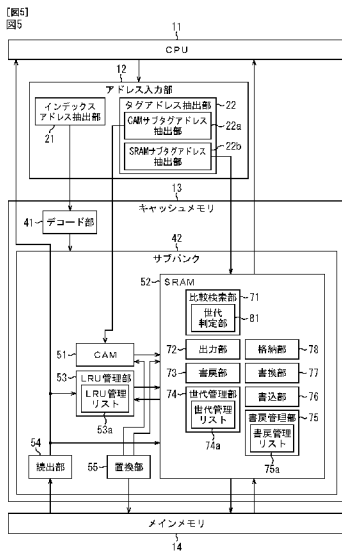 [図5]
図5
11
CPU
12
アドレス入力部
インデックス
アドレス抽出部
21
タグアドレス抽出部
22
CAMサブタグアドレス
抽出部
22a
SRAMサブタグアドレス
抽出部
22b
13
キャッシュメモリ
41
デコード部
42
サブバンク
52
SRAM
比較検索部
71
世代
判定部
81
51
CAM
72
出力部
格納部
78
53
LRU管理部
LRU管理
リスト
53a
73
書戻部
書換部
77
74
世代管理部
世代管理
リスト
74a
書込部
76
書戻管理部
75
書戻管理
リスト
75a
54
読出部
55
置換部
メインメモリ
14